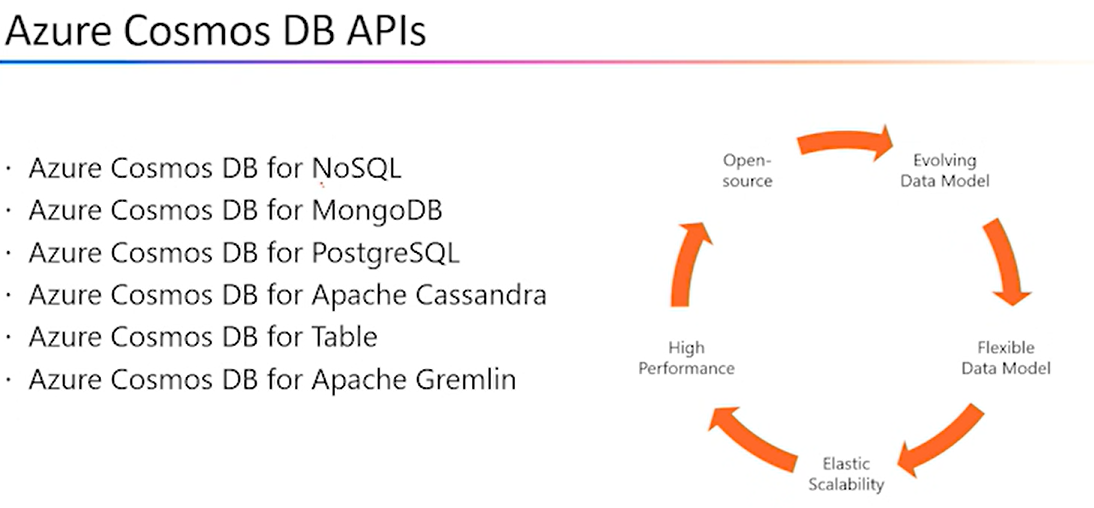 Azure Cosmos DB APIs
· Azure Cosmos DB for NoSQL
· Azure Cosmos DB for MongoDB
· Azure Cosmos DB for PostgreSQL
· Azure Cosmos DB for Apache Cassandra
· Azure Cosmos DB for Table
· Azure Cosmos DB for Apache Gremlin
Open-
source
Evolving
Data Model
Flexible
Data Model
Elastic
Scalability
High
Performance